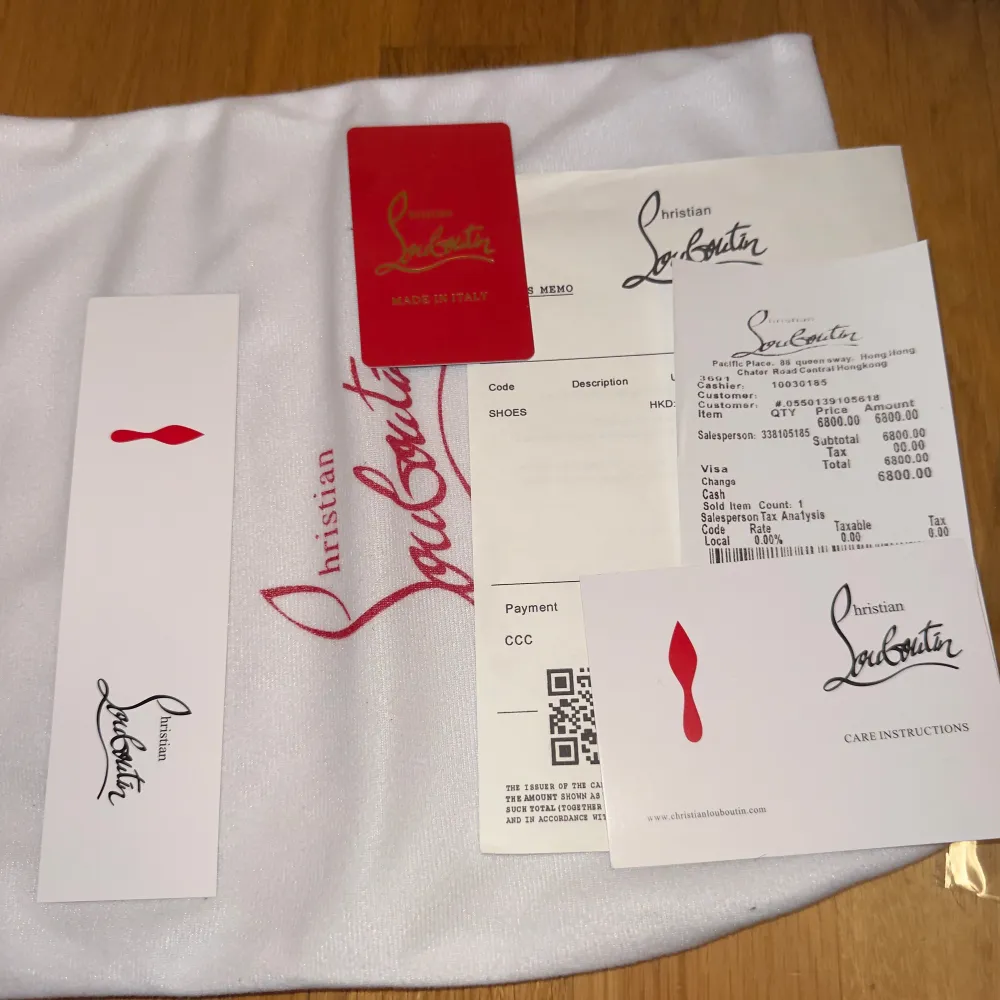 Christian
Louboutin
MADE IN ITALY
Christian
Louboutin
Christian
Louboutin
Christian
Louboutin
S MEMO
Code Description U
SHOES HKD:
Payment
CCC
THE ISSUER OF THE CA
THE AMOUNT SHOWN AS
SUCH TOTAL (TOGETHER
AND IN ACCORDANCE WIT
Louboutin
Pacific Place. 88 queensway. Hong Hong
Chater Road Central Hongkong
3691
Cashier: 10030185
Customer:
Customer: #.0550139105618
Item QTY Price Amount
6800.00 6800.00
Salesperson: 338105185
Subtotal 6800.00
Tax 00.00
Total 6800.00
Visa 6800.00
Change
Cash
Sold Item Count: 1
Salesperson Tax Ana1ysis
Code Rate Taxable Tax
Local 0.00% 0.00 0.00
Christian
Louboutin
CARE INSTRUCTIONS
www.christianlouboutin.com